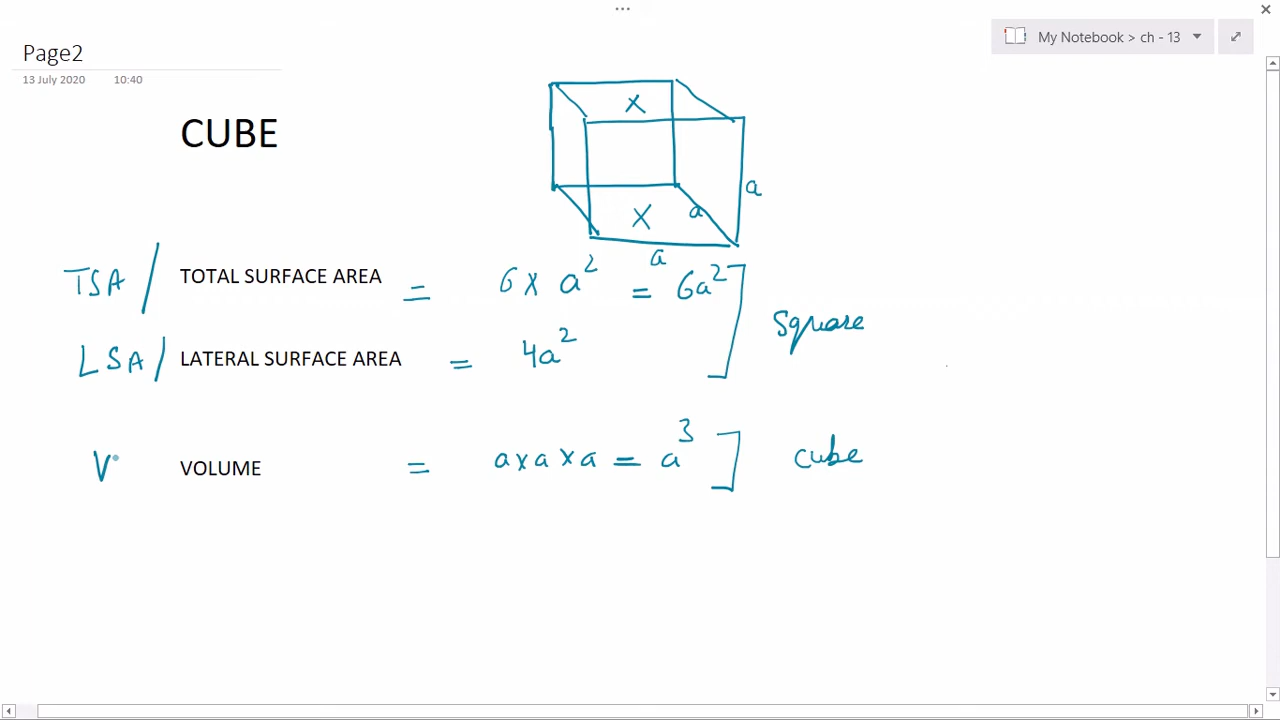 ...
My Notebook > ch - 13
Page2
13 July 2020 10:40
CUBE
X
X
a
a
a
TSA / TOTAL SURFACE AREA = 6 x a² = 6a² ] Square
LSA / LATERAL SURFACE AREA = 4a²
V VOLUME = a x a x a = a³ ] cube